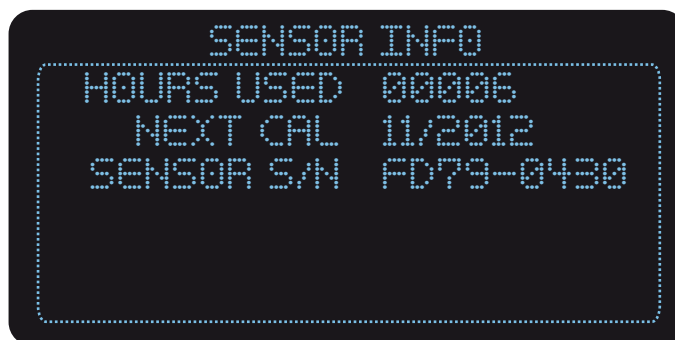 SENSOR INFO
HOURS USED 00006
NEXT CAL 11/2012
SENSOR S/N FD79-0430